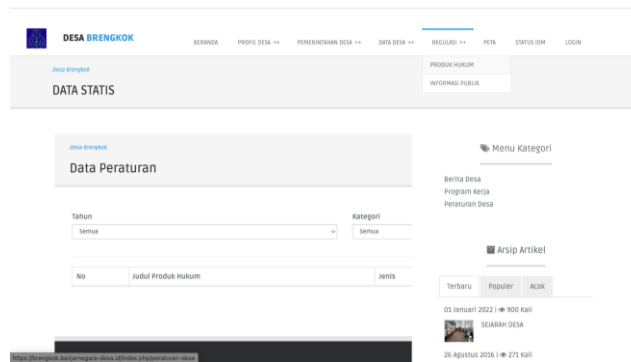 DESA BRENGKOK
BERANDA PROFIL DESA ++ PEMERINTAHAN DESA ++ DATA DESA ++ REGULASI ++ PETA STATUS IDM LOGIN
PRODUK HUKUM
INFORMASI PUBLIK
Desa Brengkok
DATA STATIS
Desa Brengkok
Data Peraturan
Tahun Kategori
Semua Semua
No Judul Produk Hukum Jenis
Menu Kategori
Berita Desa
Program Kerja
Peraturan Desa
Arsip Artikel
Terbaru Populer Acak
01 Januari 2022 | 900 Kali
SEJARAH DESA
26 Agustus 2016 | 271 Kali
https://brengkok.banjarnegara-desa.id/index.php/peraturan-desa